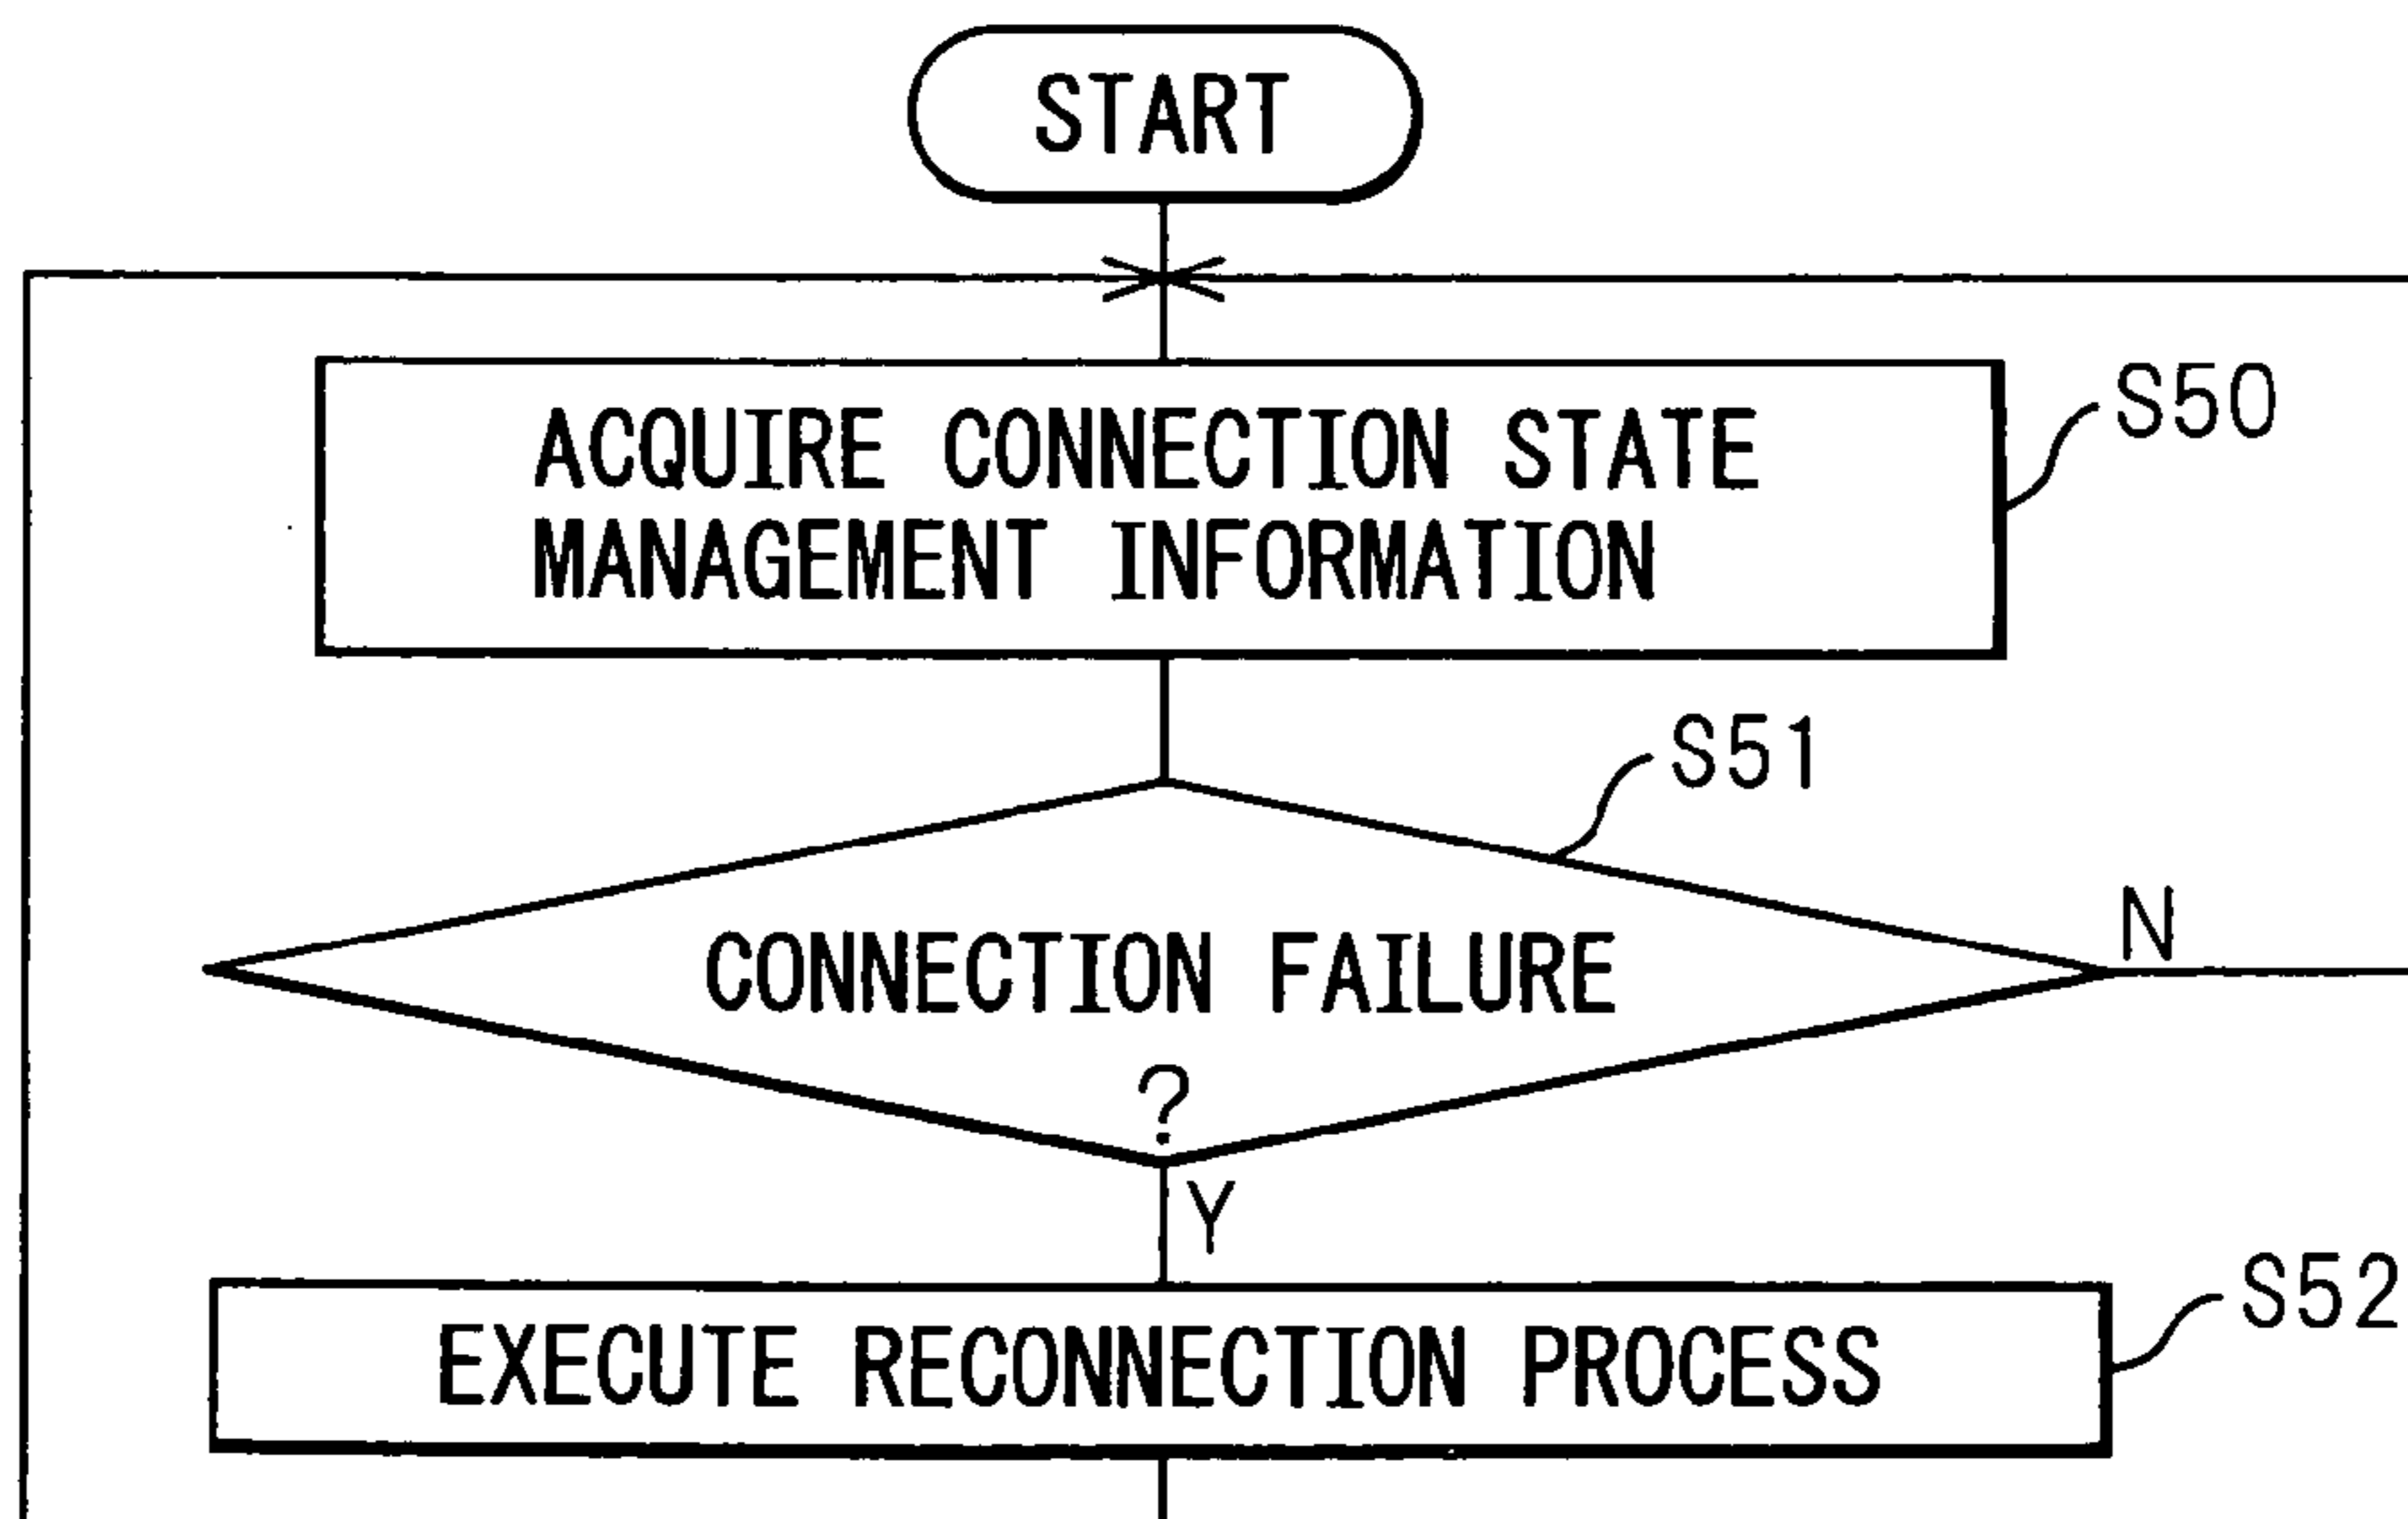 START
ACQUIRE CONNECTION STATE
MANAGEMENT INFORMATION
S50
S51
CONNECTION FAILURE
?
N
Y
EXECUTE RECONNECTION PROCESS
S52